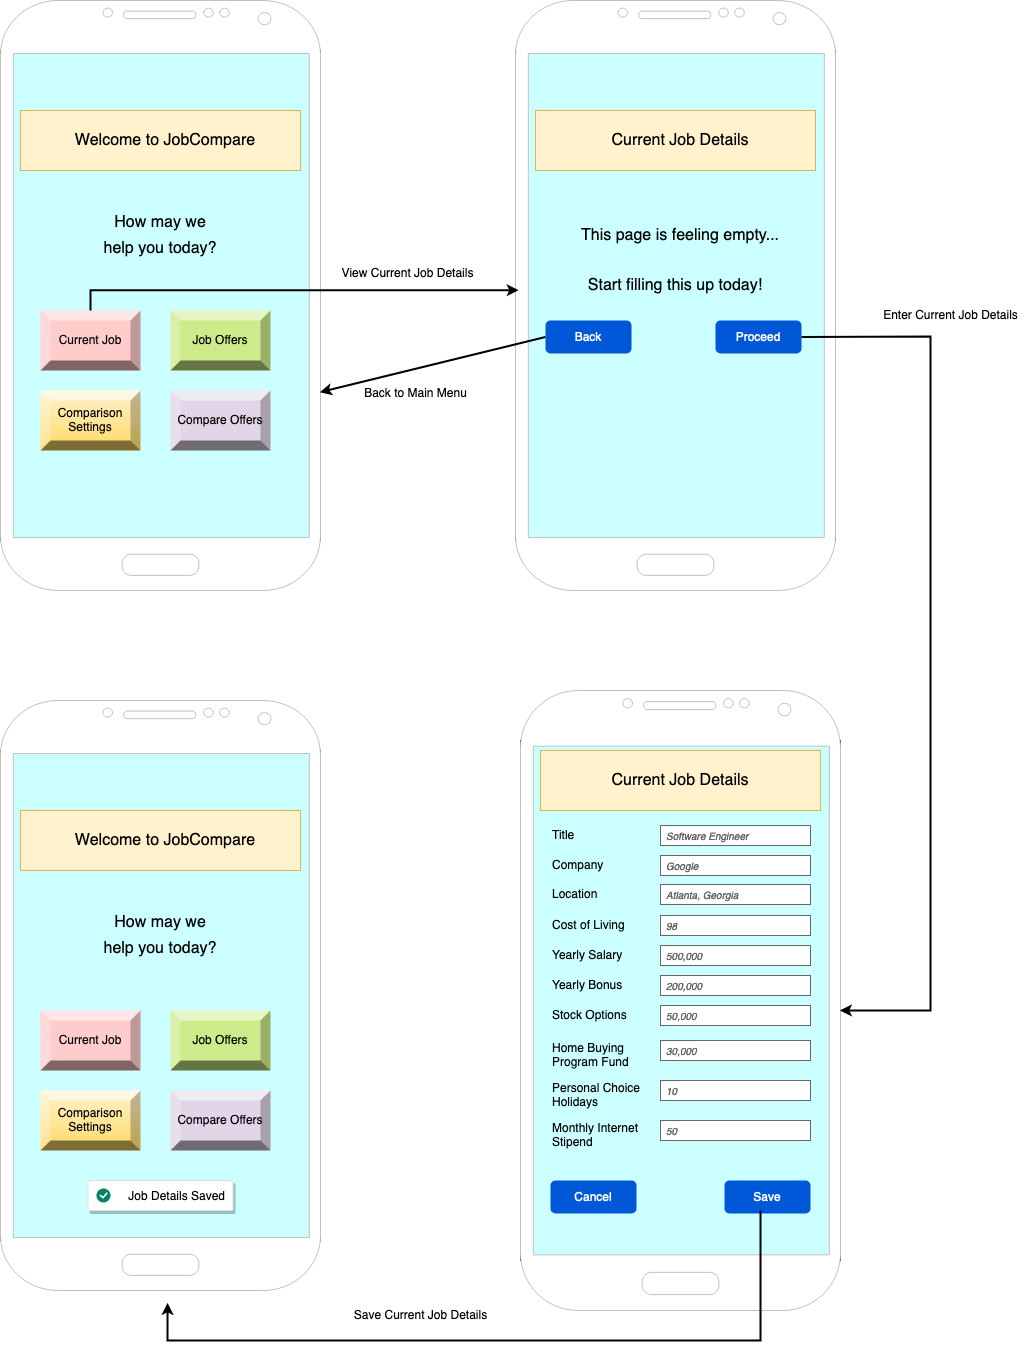 Welcome to JobCompare
How may we
help you today?
Current Job
Job Offers
Comparison
Settings
Compare Offers
View Current Job Details
Back to Main Menu
Current Job Details
This page is feeling empty...
Start filling this up today!
Back
Proceed
Enter Current Job Details
Welcome to JobCompare
How may we
help you today?
Current Job
Job Offers
Comparison
Settings
Compare Offers
Job Details Saved
Current Job Details
Title
Software Engineer
Company
Google
Location
Atlanta, Georgia
Cost of Living
98
Yearly Salary
500,000
Yearly Bonus
200,000
Stock Options
50,000
Home Buying
Program Fund
30,000
Personal Choice
Holidays
10
Monthly Internet
Stipend
50
Cancel
Save
Save Current Job Details